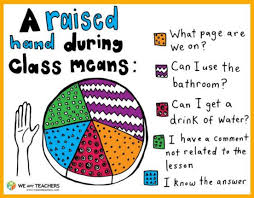 A raised
hand during
class means:
What page are
we on?
Can I use the
bathroom?
Can I get a
drink of water?
I have a comment
not related to the
lesson
I know the answer
WE ARE TEACHERS